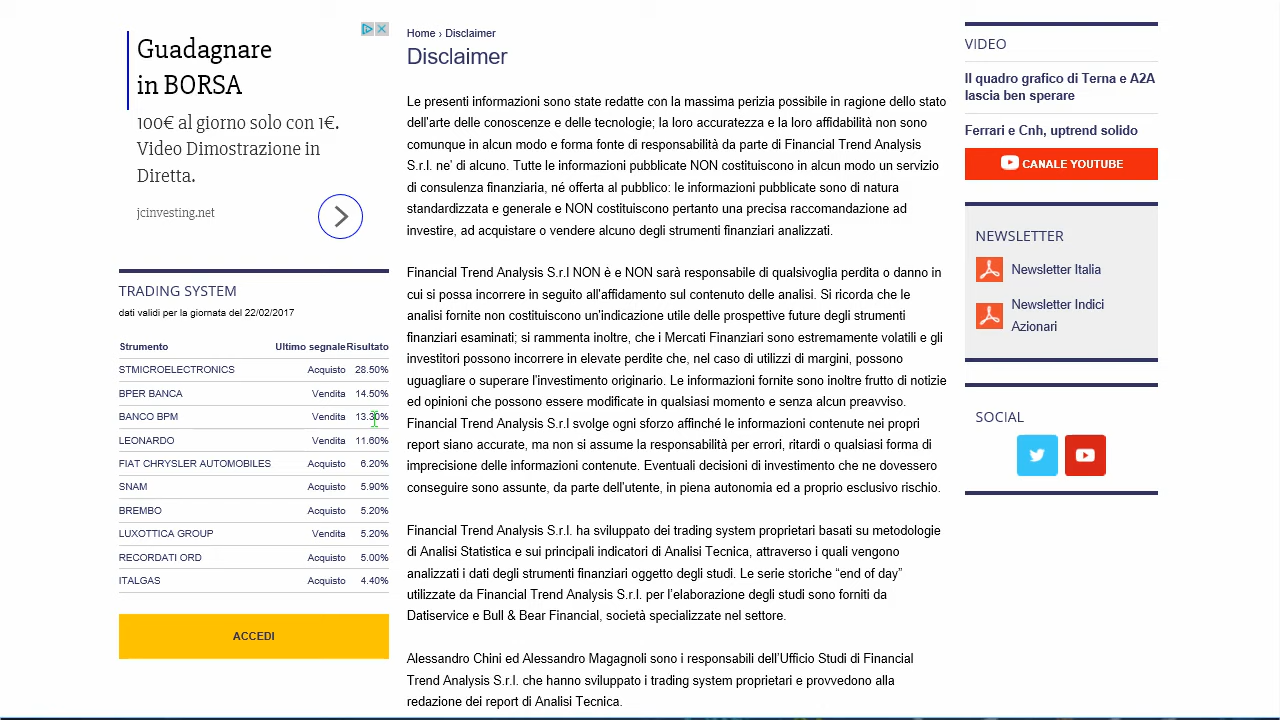 Guadagnare
in BORSA
100€ al giorno solo con 1€.
Video Dimostrazione in
Diretta.
jcinvesting.net
TRADING SYSTEM
dati validi per la giornata del 22/02/2017
Strumento Ultimo segnale Risultato
STMICROELECTRONICS Acquisto 28.50%
BPER BANCA Vendita 14.50%
BANCO BPM Vendita 13.30%
LEONARDO Vendita 11.60%
FIAT CHRYSLER AUTOMOBILES Acquisto 6.20%
SNAM Acquisto 5.90%
BREMBO Acquisto 5.20%
LUXOTTICA GROUP Vendita 5.20%
RECORDATI ORD Acquisto 5.00%
ITALGAS Acquisto 4.40%
ACCEDI
Home › Disclaimer
Disclaimer
Le presenti informazioni sono state redatte con la massima perizia possibile in ragione dello stato
dell'arte delle conoscenze e delle tecnologie; la loro accuratezza e la loro affidabilità non sono
comunque in alcun modo e forma fonte di responsabilità da parte di Financial Trend Analysis
S.r.l. ne' di alcuno. Tutte le informazioni pubblicate NON costituiscono in alcun modo un servizio
di consulenza finanziaria, né offerta al pubblico: le informazioni pubblicate sono di natura
standardizzata e generale e NON costituiscono pertanto una precisa raccomandazione ad
investire, ad acquistare o vendere alcuno degli strumenti finanziari analizzati.
Financial Trend Analysis S.r.l NON è e NON sarà responsabile di qualsivoglia perdita o danno in
cui si possa incorrere in seguito all'affidamento sul contenuto delle analisi. Si ricorda che le
analisi fornite non costituiscono un'indicazione utile delle prospettive future degli strumenti
finanziari esaminati; si rammenta inoltre, che i Mercati Finanziari sono estremamente volatili e gli
investitori possono incorrere in elevate perdite che, nel caso di utilizzi di margini, possono
uguagliare o superare l'investimento originario. Le informazioni fornite sono inoltre frutto di notizie
ed opinioni che possono essere modificate in qualsiasi momento e senza alcun preavviso.
Financial Trend Analysis S.r.l svolge ogni sforzo affinché le informazioni contenute nei propri
report siano accurate, ma non si assume la responsabilità per errori, ritardi o qualsiasi forma di
imprecisione delle informazioni contenute. Eventuali decisioni di investimento che ne dovessero
conseguire sono assunte, da parte dell'utente, in piena autonomia ed a proprio esclusivo rischio.
Financial Trend Analysis S.r.l. ha sviluppato dei trading system proprietari basati su metodologie
di Analisi Statistica e sui principali indicatori di Analisi Tecnica, attraverso i quali vengono
analizzati i dati degli strumenti finanziari oggetto degli studi. Le serie storiche “end of day”
utilizzate da Financial Trend Analysis S.r.l. per l'elaborazione degli studi sono forniti da
Datiservice e Bull & Bear Financial, società specializzate nel settore.
Alessandro Chini ed Alessandro Magagnoli sono i responsabili dell'Ufficio Studi di Financial
Trend Analysis S.r.l. che hanno sviluppato i trading system proprietari e provvedono alla
redazione dei report di Analisi Tecnica.
VIDEO
Il quadro grafico di Terna e A2A
lascia ben sperare
Ferrari e Cnh, uptrend solido
CANALE YOUTUBE
NEWSLETTER
Newsletter Italia
Newsletter Indici
Azionari
SOCIAL